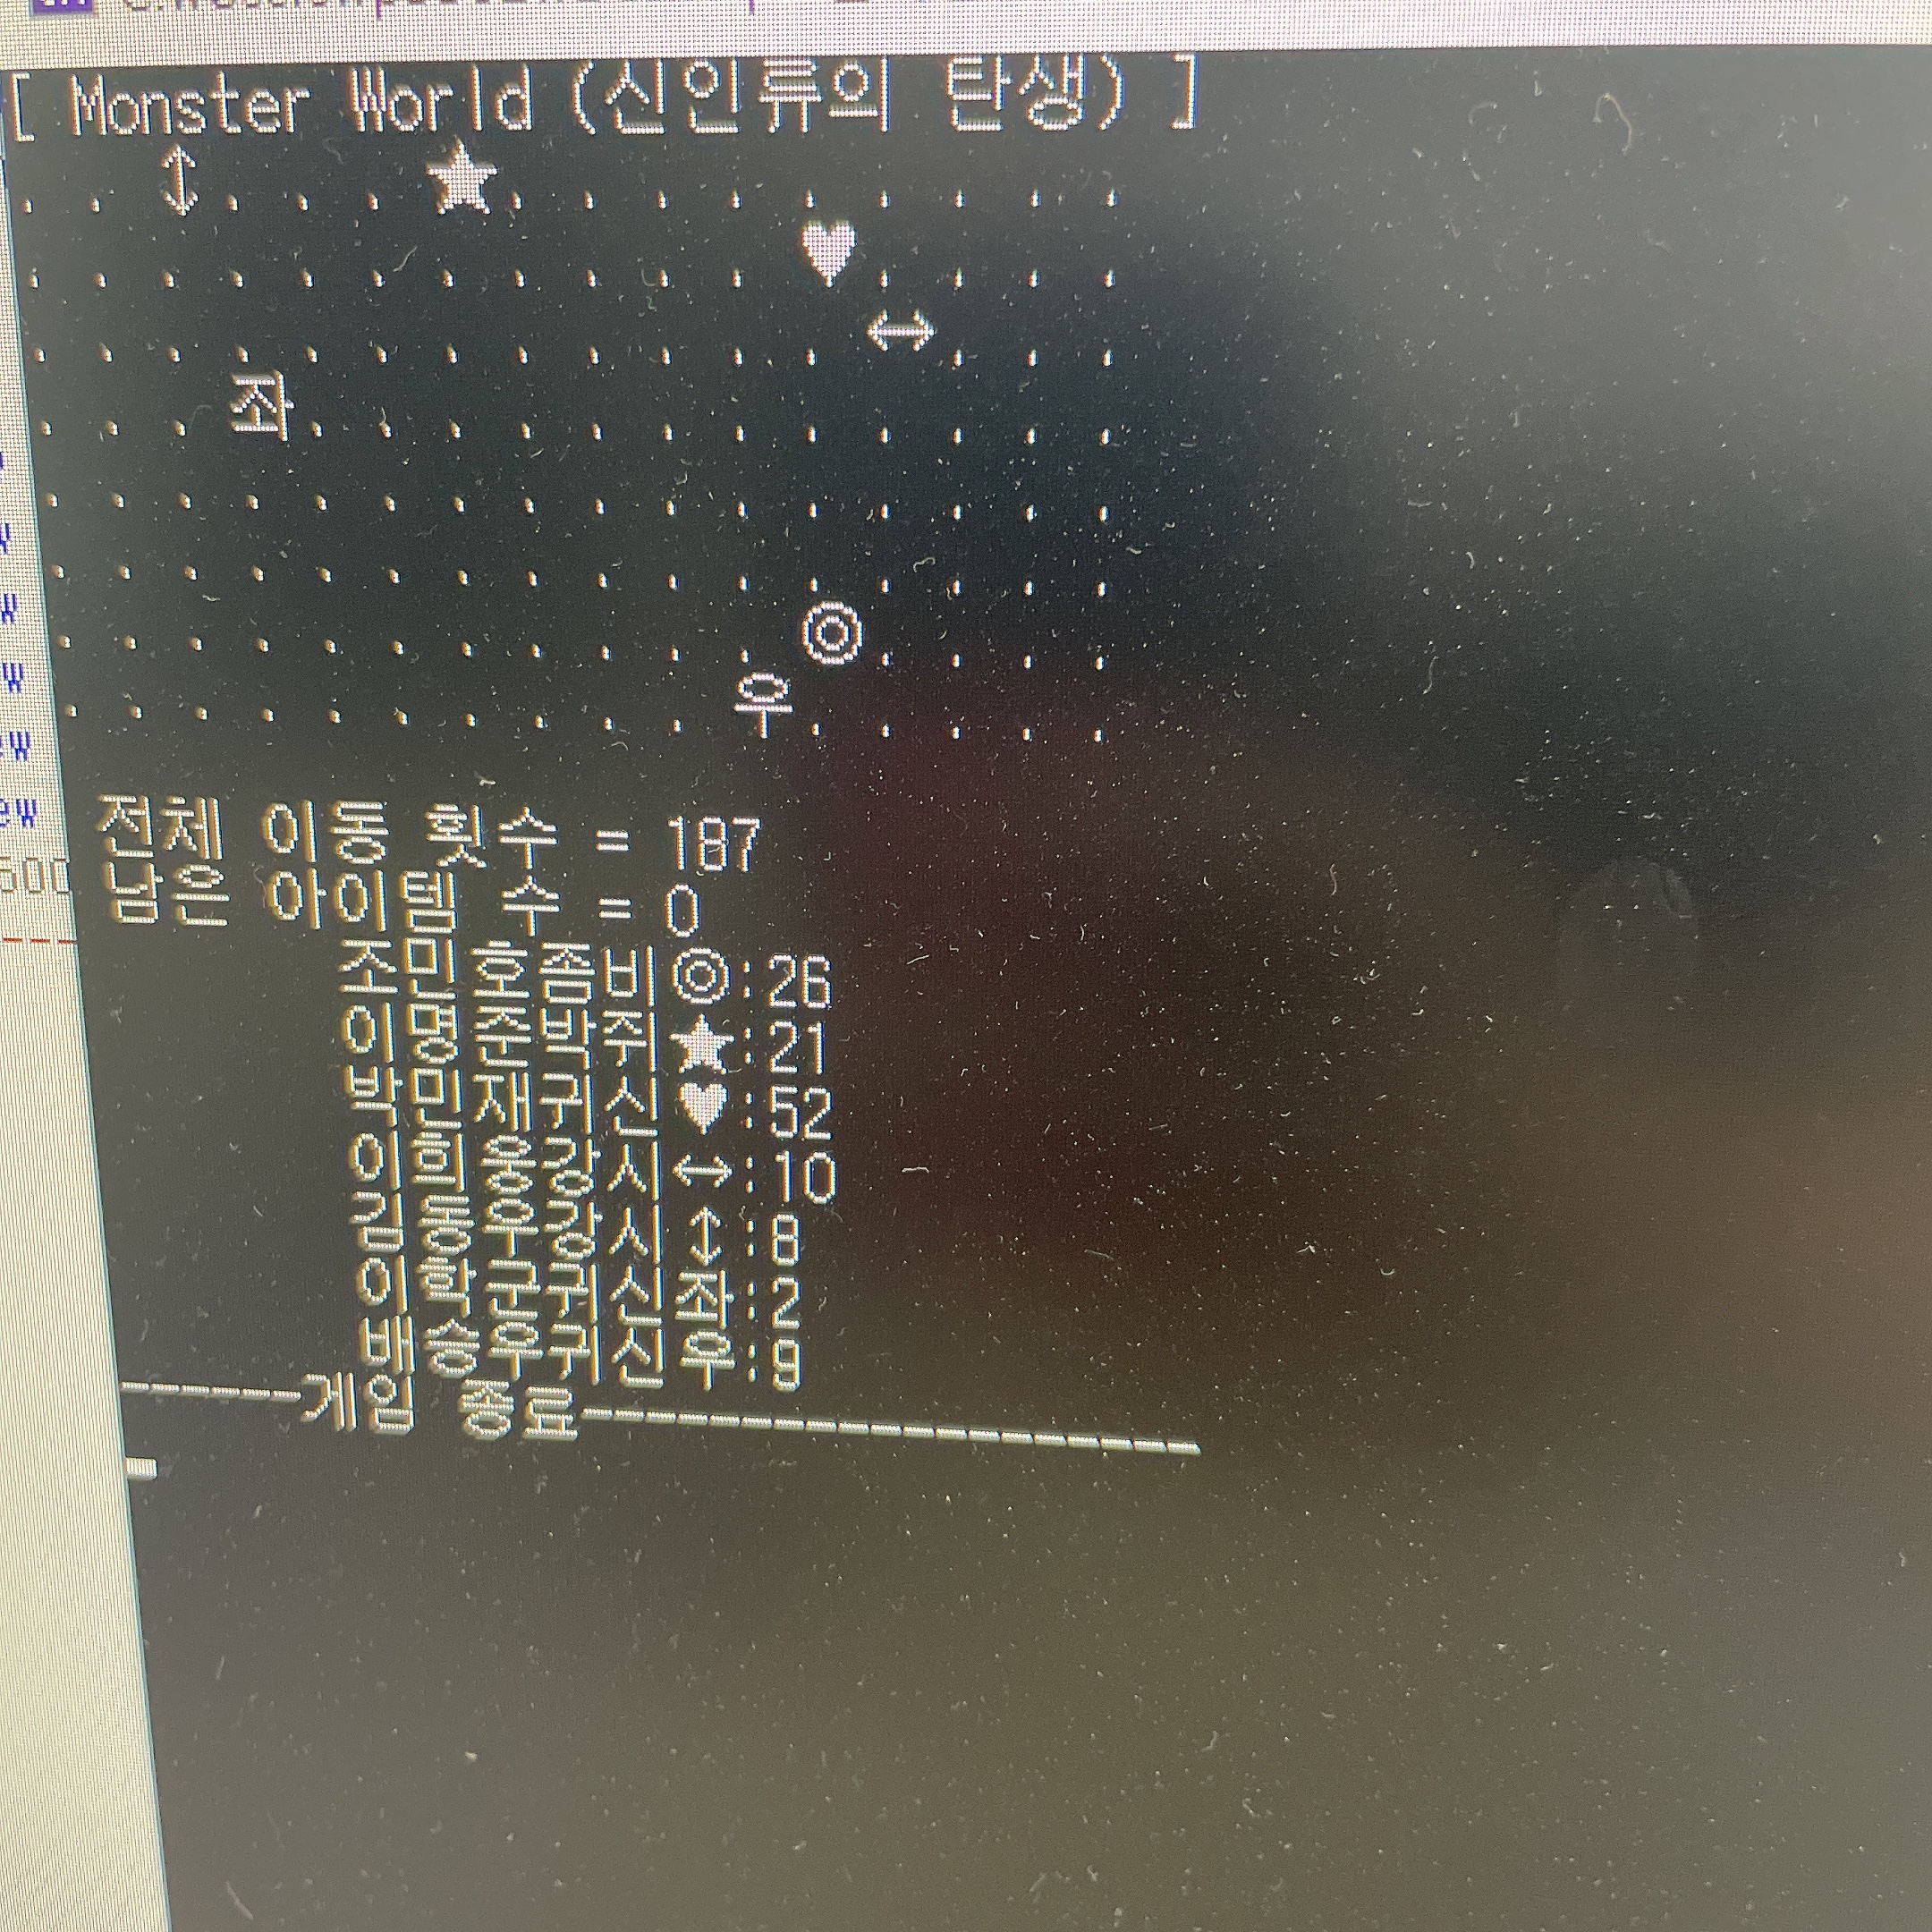 [ Monster World (신인류의 탄생) ]
. . ↕ . . . ★ . . . . . . . . .
. . . . . . . . . . . ♥ . . . .
. . . . . . . . . . . . ↔ . . .
. . . 좌 . . . . . . . . . . . .
. . . . . . . . . . . . . . . .
. . . . . . . . . . . . . . . .
. . . . . . . . . . . ◎ . . . .
. . . . . . . . . . 우 . . . . .
전체 이동 횟수 = 187
남은 아이템 수 = 0
조민호좀비◎:26
이명준박쥐★:21
박민재귀신♥:52
이희웅강시↔:10
김동우강시↕:8
이학군귀신좌:2
배승우귀신우:9
------게임 종료-------------------